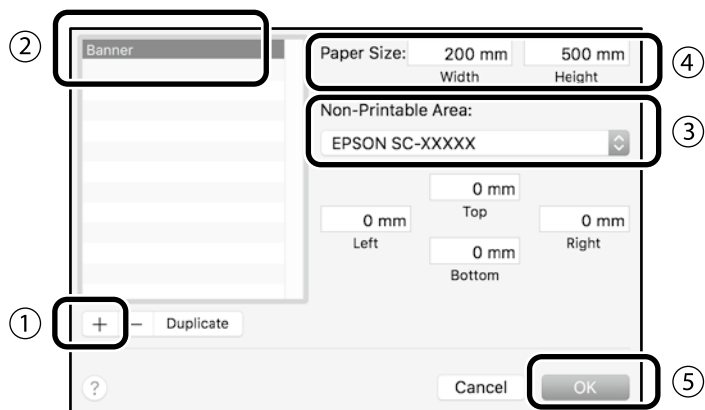 ②
Banner
Paper Size: 200 mm 500 mm
Width Height
④
Non-Printable Area:
EPSON SC-XXXXX
③
0 mm
Top
0 mm 0 mm
Left Right
0 mm
Bottom
①
+ − Duplicate
? Cancel OK
⑤